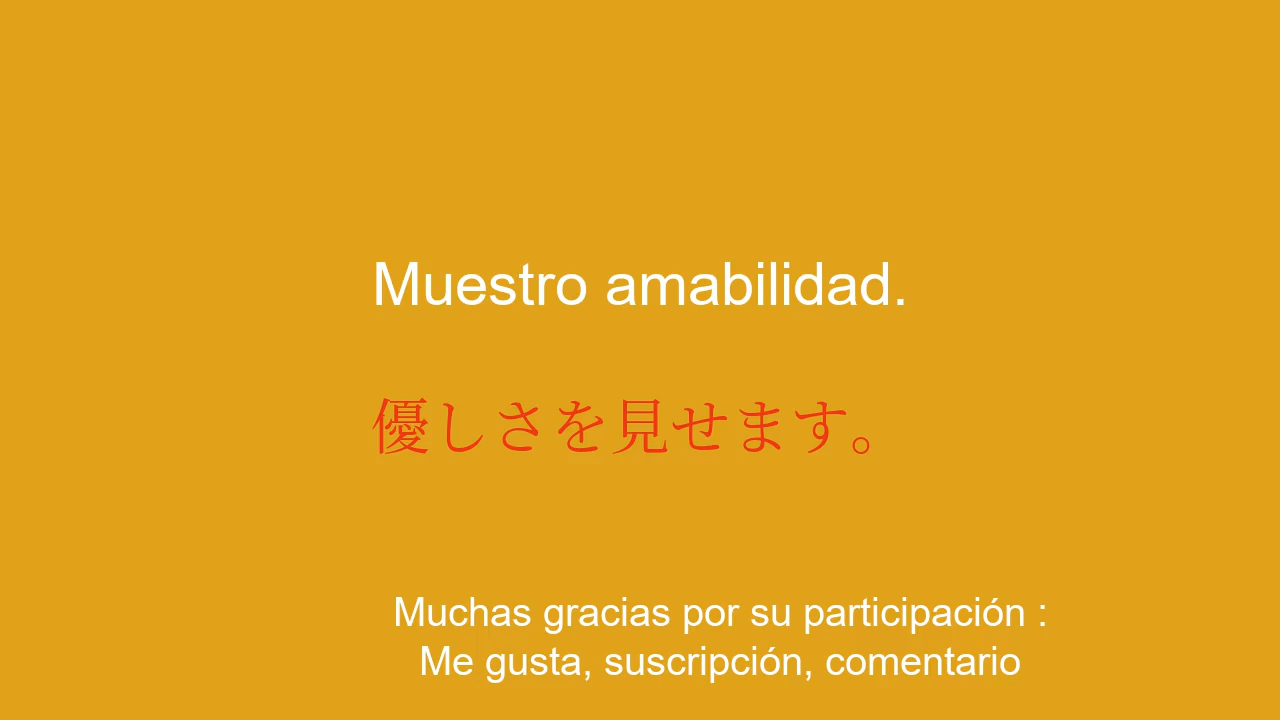 Muestro amabilidad.
優しさを見せます。
Muchas gracias por su participación :
Me gusta, suscripción, comentario